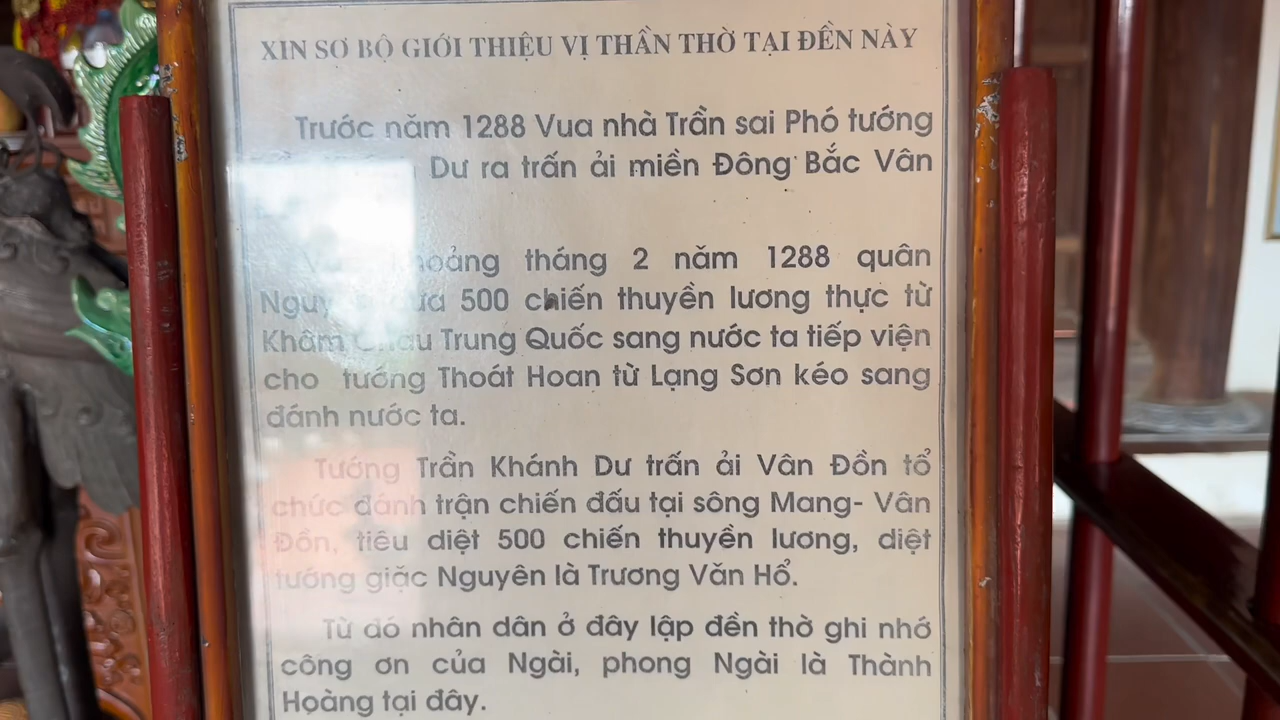 XIN SƠ BỘ GIỚI THIỆU VỊ THẦN THỜ TẠI ĐỀN NÀY
Trước năm 1288 Vua nhà Trần sai Phó tướng
Dư ra trấn ải miền Đông Bắc Vân
khoảng tháng 2 năm 1288 quân
Nguyên đưa 500 chiến thuyền lương thực từ
Khâm Châu Trung Quốc sang nước ta tiếp viện
cho tướng Thoát Hoan từ Lạng Sơn kéo sang
đánh nước ta.
Tướng Trần Khánh Dư trấn ải Vân Đồn tổ
chức đánh trận chiến đấu tại sông Mang- Vân
Đồn, tiêu diệt 500 chiến thuyền lương, diệt
tướng giặc Nguyên là Trương Văn Hổ.
Từ đó nhân dân ở đây lập đền thờ ghi nhớ
công ơn của Ngài, phong Ngài là Thành
Hoàng tại đây.